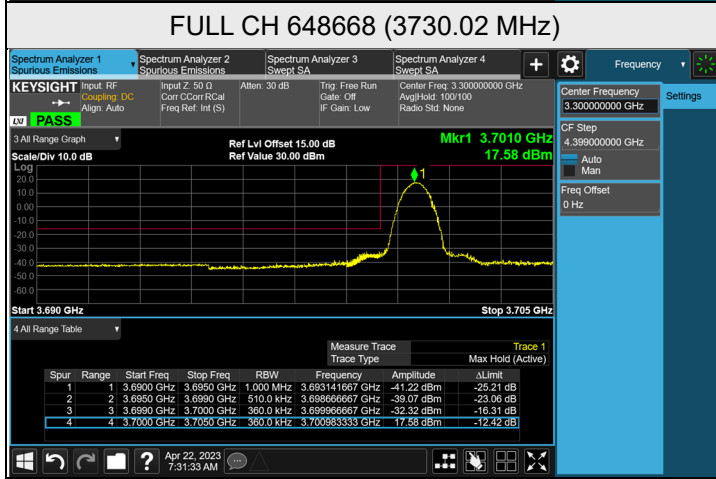 FULL CH 648668 (3730.02 MHz)
Spectrum Analyzer 1
Spurious Emissions
Spectrum Analyzer 2
Spurious Emissions
Spectrum Analyzer 3
Swept SA
Spectrum Analyzer 4
Swept SA
+
Frequency
KEYSIGHT
Input: RF
Coupling: DC
Align: Auto
Input Z: 50 Ω
Corr CCorr RCal
Freq Ref: Int (S)
Atten: 30 dB
Trig: Free Run
Gate: Off
IF Gain: Low
Center Freq: 3.300000000 GHz
Avg|Hold: 100/100
Radio Std: None
LXI PASS
Center Frequency
3.300000000 GHz
Settings
CF Step
4.399000000 GHz
Auto
Man
Freq Offset
0 Hz
3 All Range Graph
Scale/Div 10.0 dB
Ref Lvl Offset 15.00 dB
Ref Value 30.00 dBm
Mkr1 3.7010 GHz
17.58 dBm
Log
20.0
10.0
0.00
-10.0
-20.0
-30.0
-40.0
-50.0
-60.0
1
Start 3.690 GHz
Stop 3.705 GHz
4 All Range Table
Measure Trace Trace 1
Trace Type Max Hold (Active)
Spur Range Start Freq Stop Freq RBW Frequency Amplitude ΔLimit
1 1 3.6900 GHz 3.6950 GHz 1.000 MHz 3.693141667 GHz -41.22 dBm -25.21 dB
2 2 3.6950 GHz 3.6990 GHz 510.0 kHz 3.698666667 GHz -39.07 dBm -23.06 dB
3 3 3.6990 GHz 3.7000 GHz 360.0 kHz 3.699966667 GHz -32.32 dBm -16.31 dB
4 4 3.7000 GHz 3.7050 GHz 360.0 kHz 3.700983333 GHz 17.58 dBm -12.42 dB
?
Apr 22, 2023
7:31:33 AM